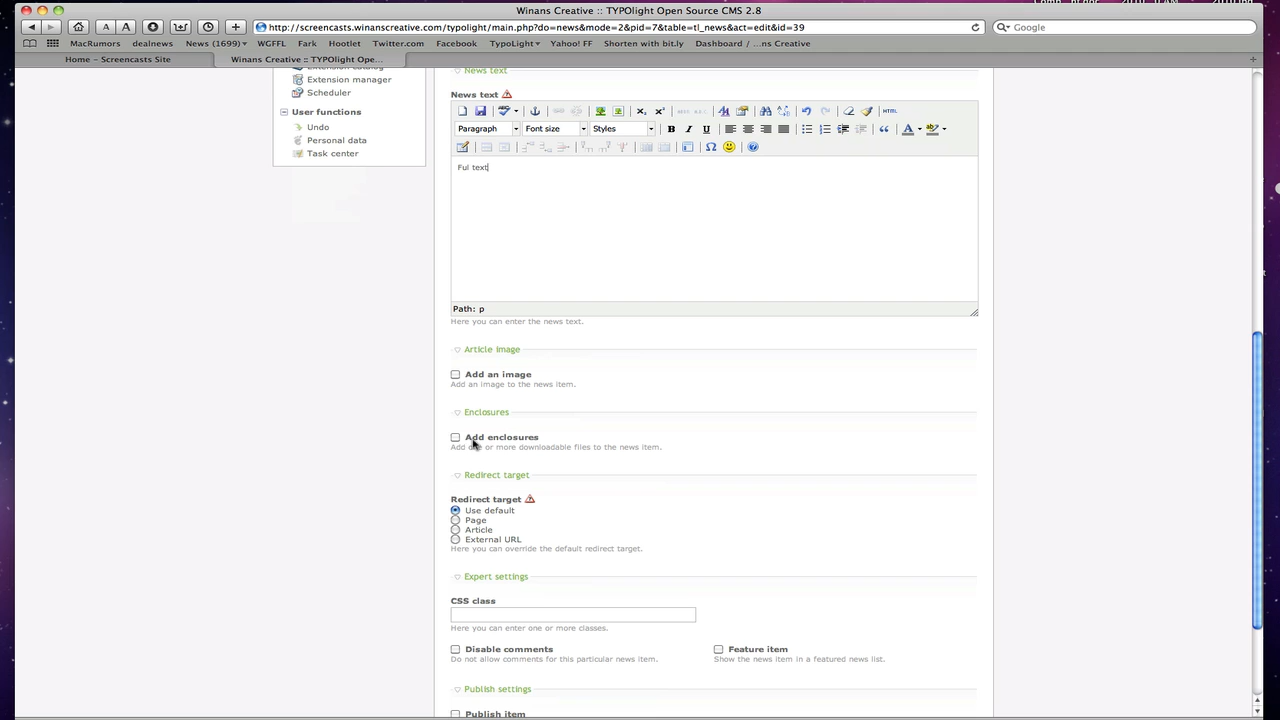 Winans Creative :: TYPOlight Open Source CMS 2.8
http://screencasts.winanscreative.com/typolight/main.php?do=news&mode=2&pid=7&table=tl_news&act=edit&id=39
Google
MacRumors dealnews News (1699) WGFFL Fark Hootlet Twitter.com Facebook TypoLight Yahoo! FF Shorten with bit.ly Dashboard / ...ns Creative
Home – Screencasts Site Winans Creative :: TYPOlight Ope...
Extension catalog
Extension manager
Scheduler
User functions
Undo
Personal data
Task center
News text
News text
HTML
Paragraph Font size Styles B I U
Ful text
Path: p
Here you can enter the news text.
Article image
Add an image
Add an image to the news item.
Enclosures
Add enclosures
Add one or more downloadable files to the news item.
Redirect target
Redirect target
Use default
Page
Article
External URL
Here you can override the default redirect target.
Expert settings
CSS class
Here you can enter one or more classes.
Disable comments Feature item
Do not allow comments for this particular news item. Show the news item in a featured news list.
Publish settings
Publish item